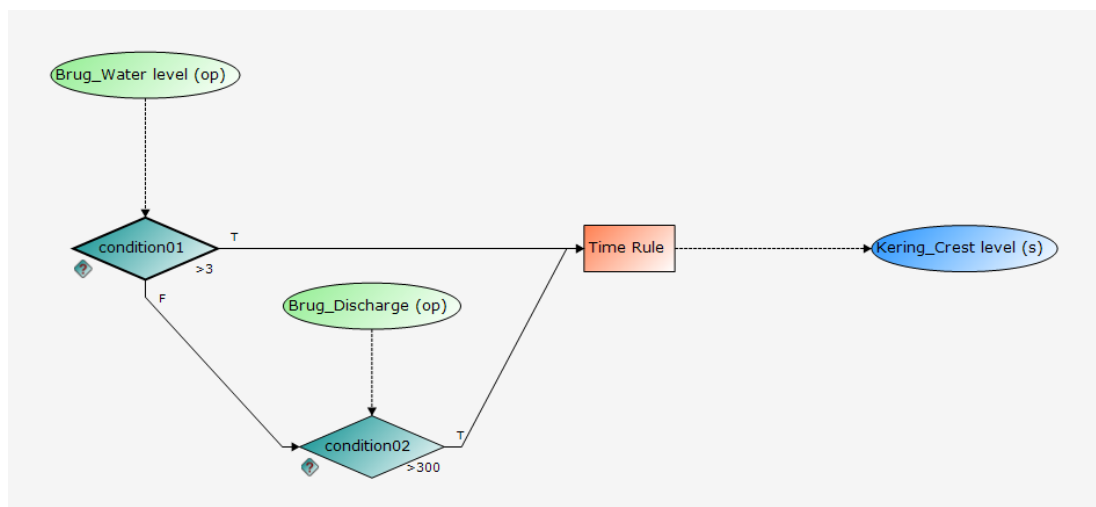 Brug_Water level (op)
condition01
T
>3
F
Time Rule
Kering_Crest level (s)
Brug_Discharge (op)
condition02
T
>300
?
?